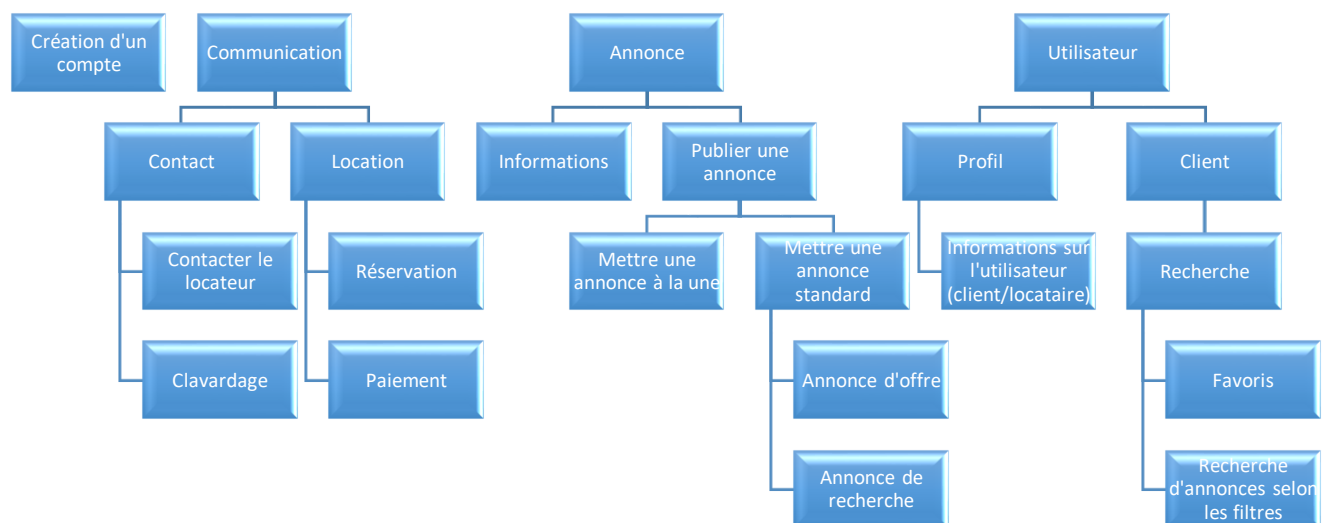 Création d'un
compte
Communication
Annonce
Utilisateur
Contact
Location
Informations
Publier une
annonce
Profil
Client
Contacter le
locateur
Réservation
Mettre une
annonce à la une
Mettre une
annonce
standard
Informations sur
l'utilisateur
(client/locataire)
Recherche
Clavardage
Paiement
Annonce d'offre
Favoris
Annonce de
recherche
Recherche
d'annonces selon
les filtres